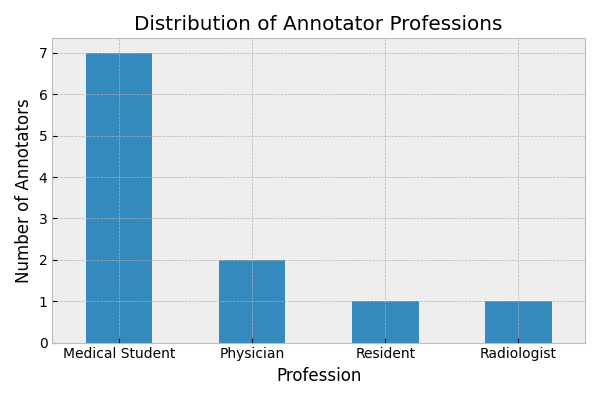 Distribution of Annotator Professions
Number of Annotators
7
6
5
4
3
2
1
0
Medical Student
Physician
Resident
Radiologist
Profession